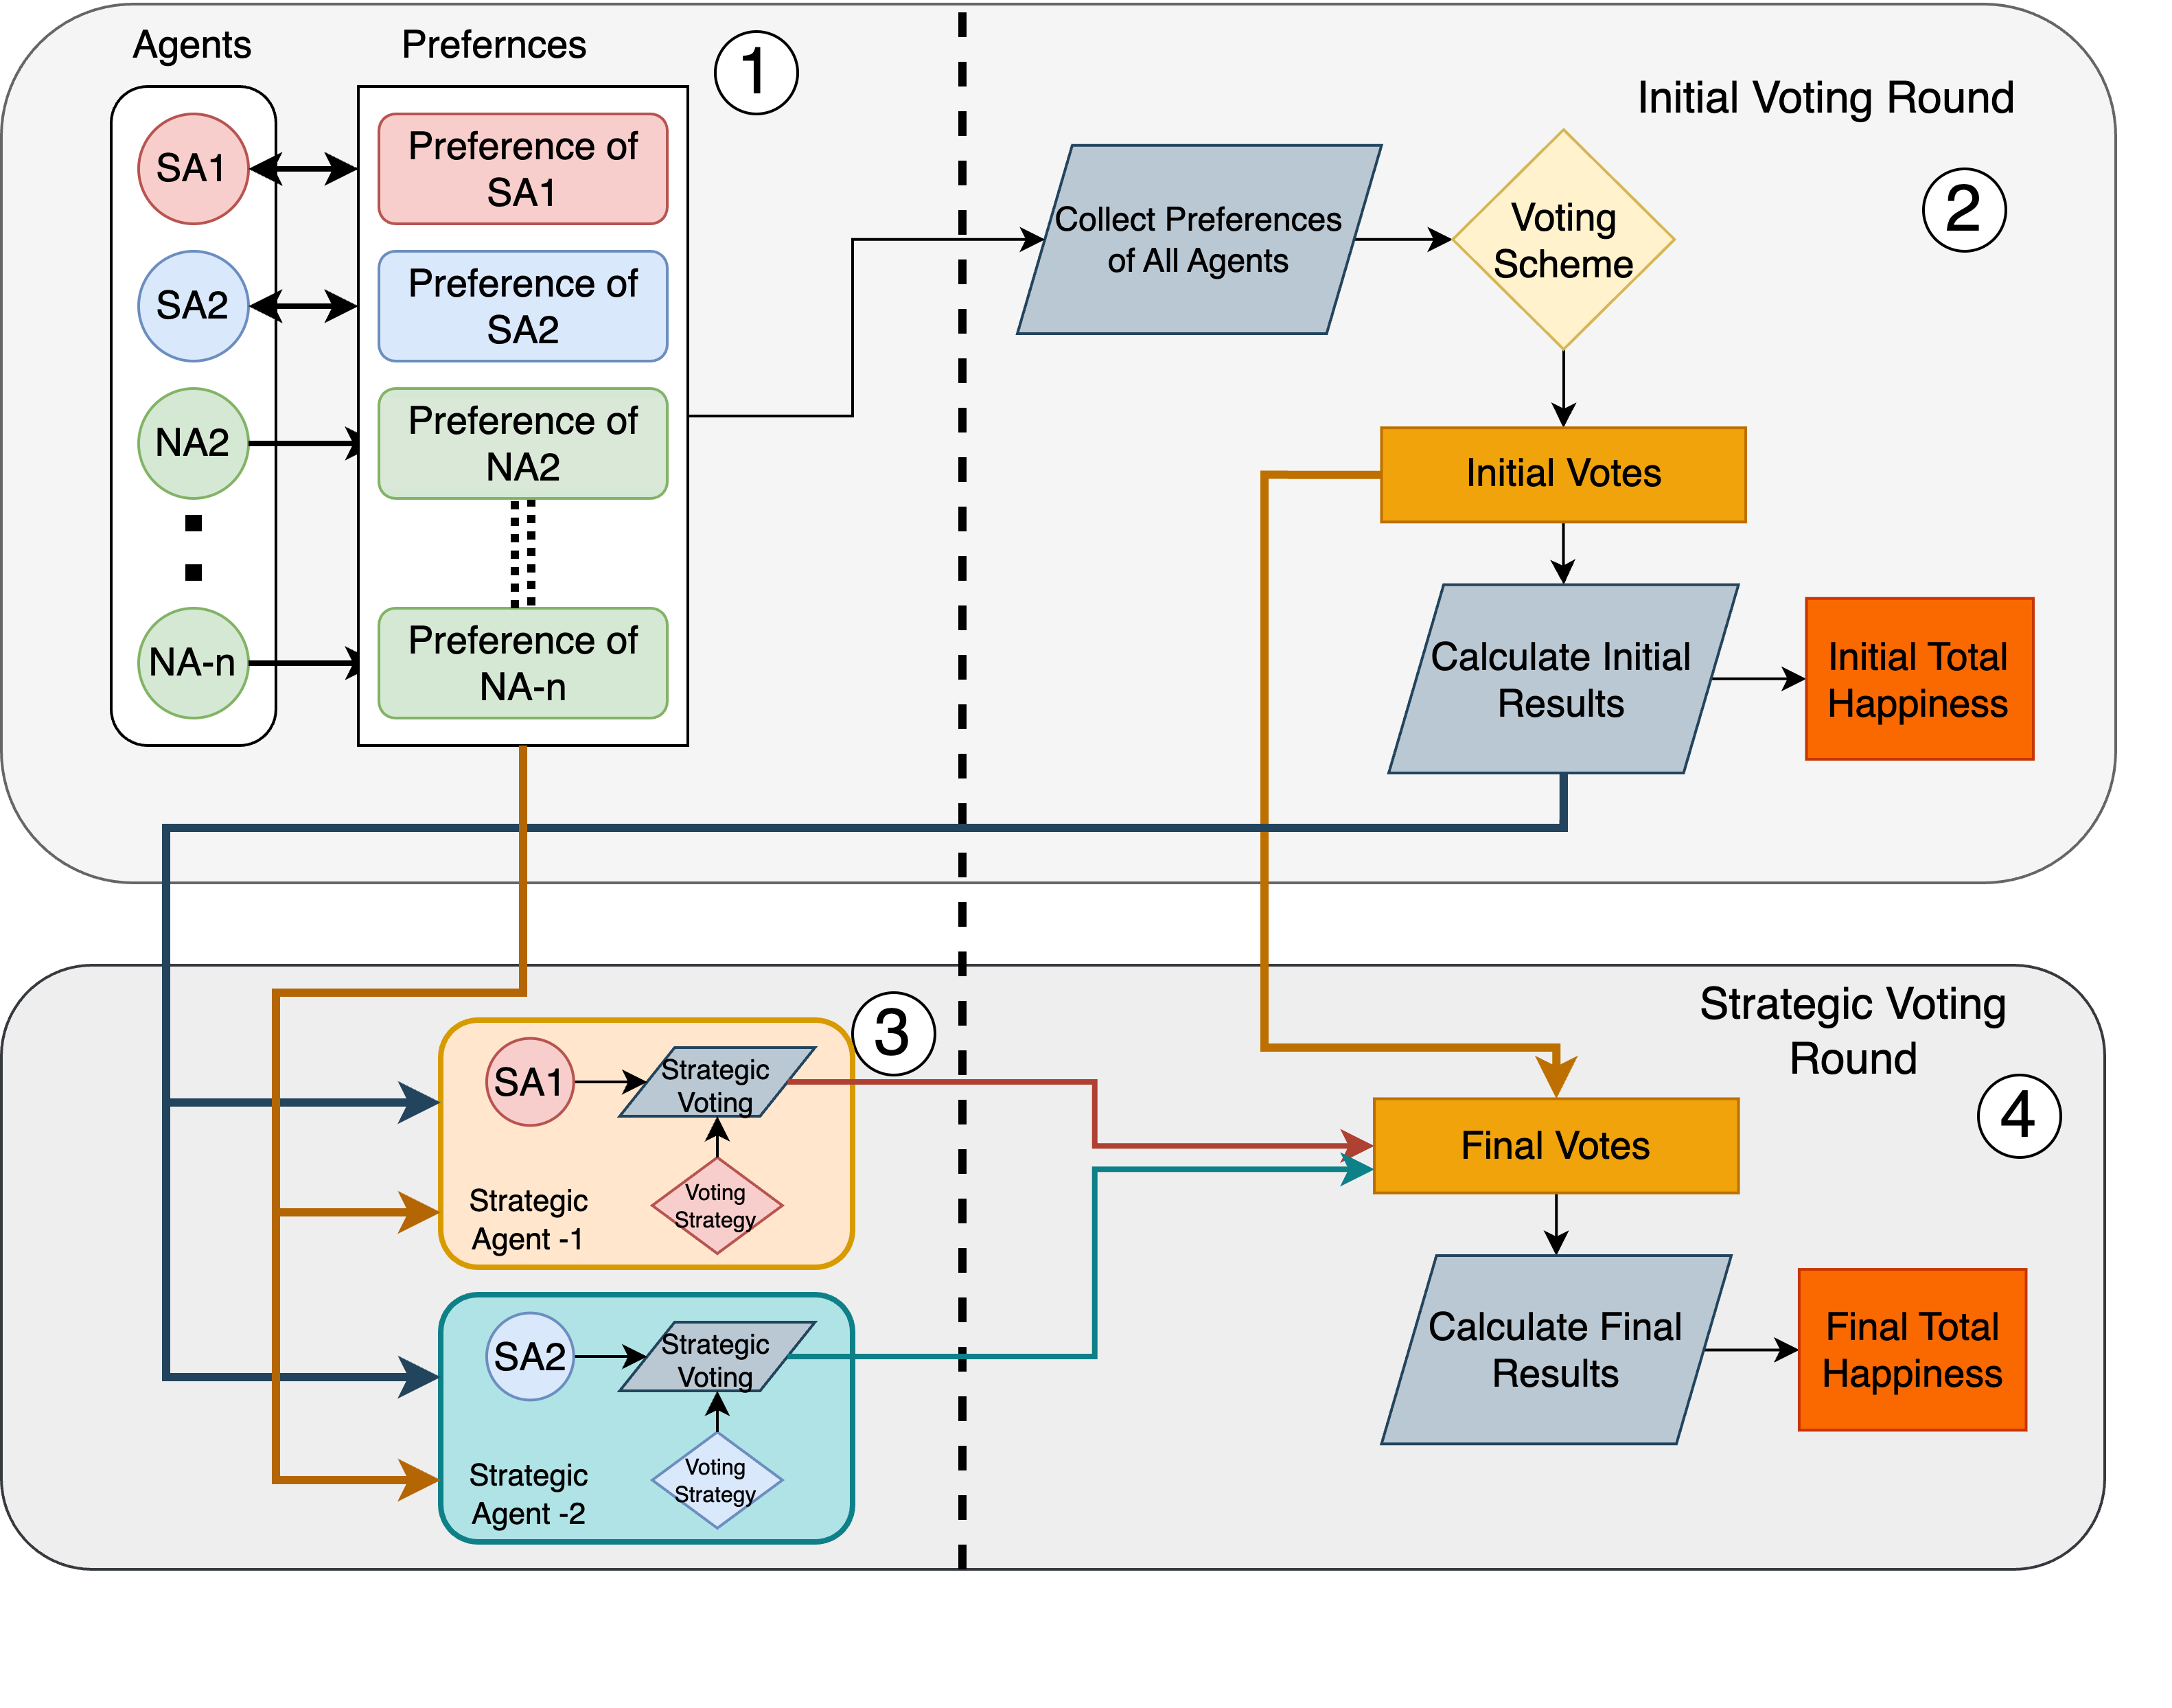 Agents
Prefernces
1
SA1
Preference of
SA1
SA2
Preference of
SA2
NA2
Preference of
NA2
NA-n
Preference of
NA-n
Initial Voting Round
2
Collect Preferences
of All Agents
Voting
Scheme
Initial Votes
Calculate Initial
Results
Initial Total
Happiness
3
SA1
Strategic
Voting
Voting
Strategy
Strategic
Agent -1
SA2
Strategic
Voting
Voting
Strategy
Strategic
Agent -2
Strategic Voting
Round
4
Final Votes
Calculate Final
Results
Final Total
Happiness